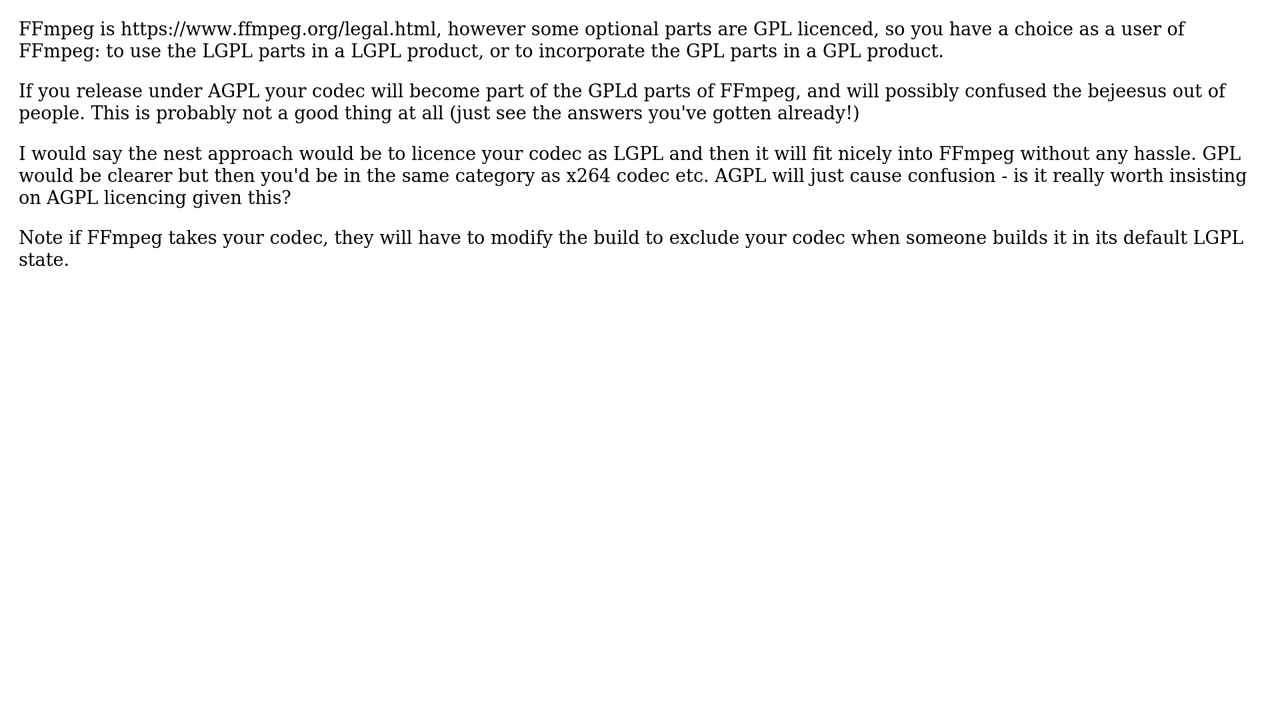 FFmpeg is https://www.ffmpeg.org/legal.html, however some optional parts are GPL licenced, so you have a choice as a user of
FFmpeg: to use the LGPL parts in a LGPL product, or to incorporate the GPL parts in a GPL product.
If you release under AGPL your codec will become part of the GPLd parts of FFmpeg, and will possibly confused the bejeesus out of
people. This is probably not a good thing at all (just see the answers you've gotten already!)
I would say the nest approach would be to licence your codec as LGPL and then it will fit nicely into FFmpeg without any hassle. GPL
would be clearer but then you'd be in the same category as x264 codec etc. AGPL will just cause confusion - is it really worth insisting
on AGPL licencing given this?
Note if FFmpeg takes your codec, they will have to modify the build to exclude your codec when someone builds it in its default LGPL
state.